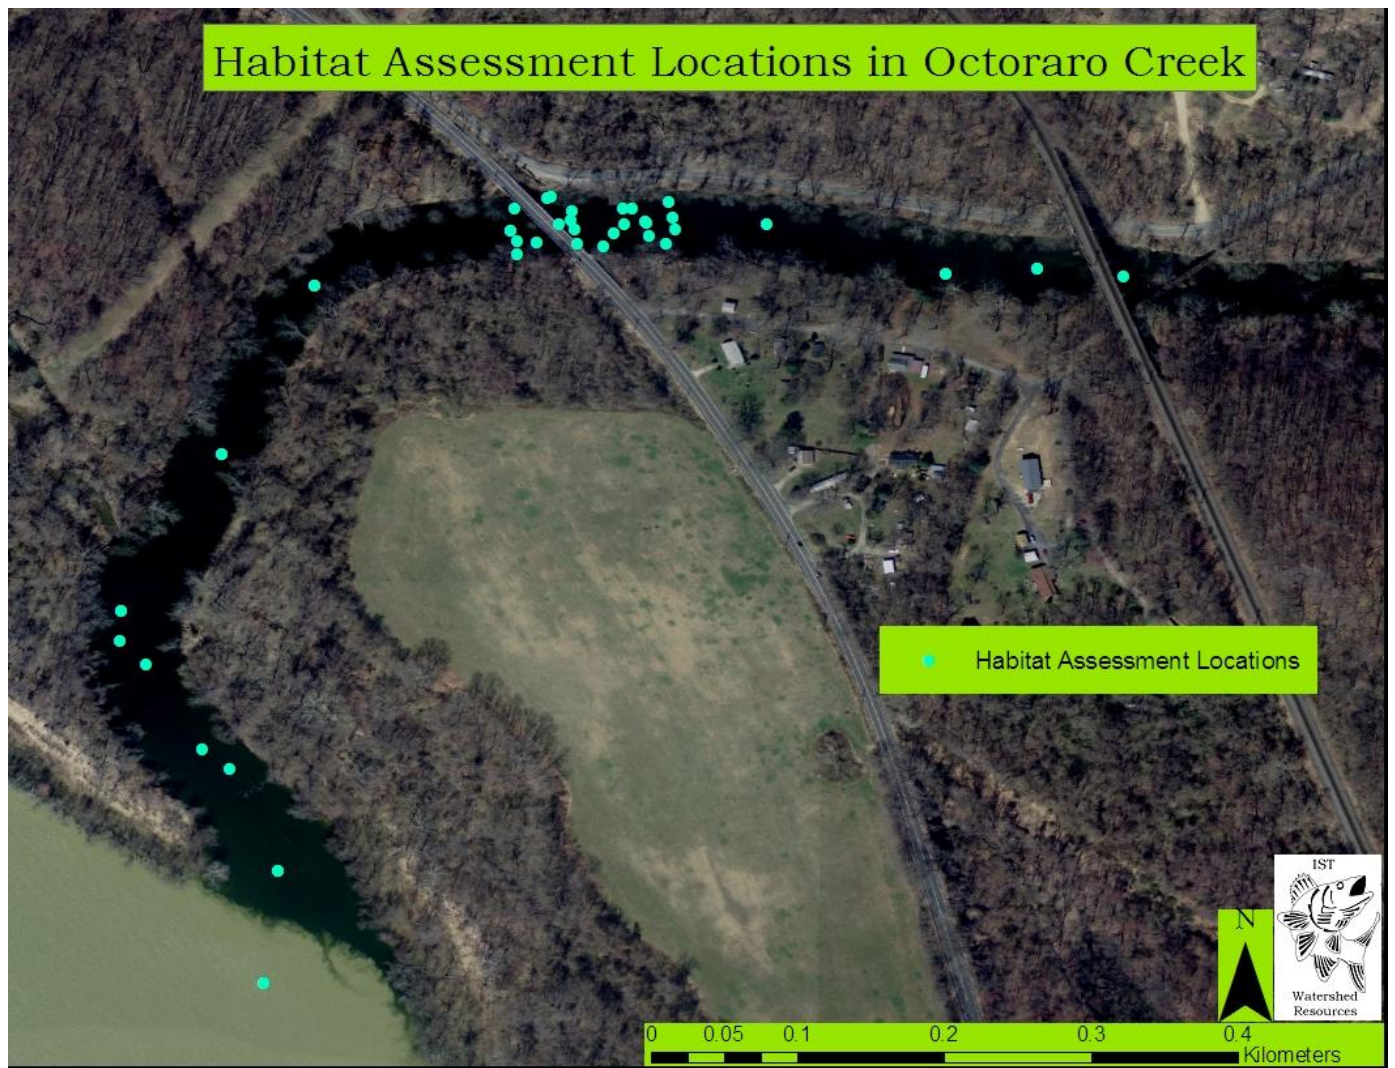 Habitat Assessment Locations in Octoraro Creek
Habitat Assessment Locations
IST
N
Watershed
Resources
0 0.05 0.1 0.2 0.3 0.4
Kilometers